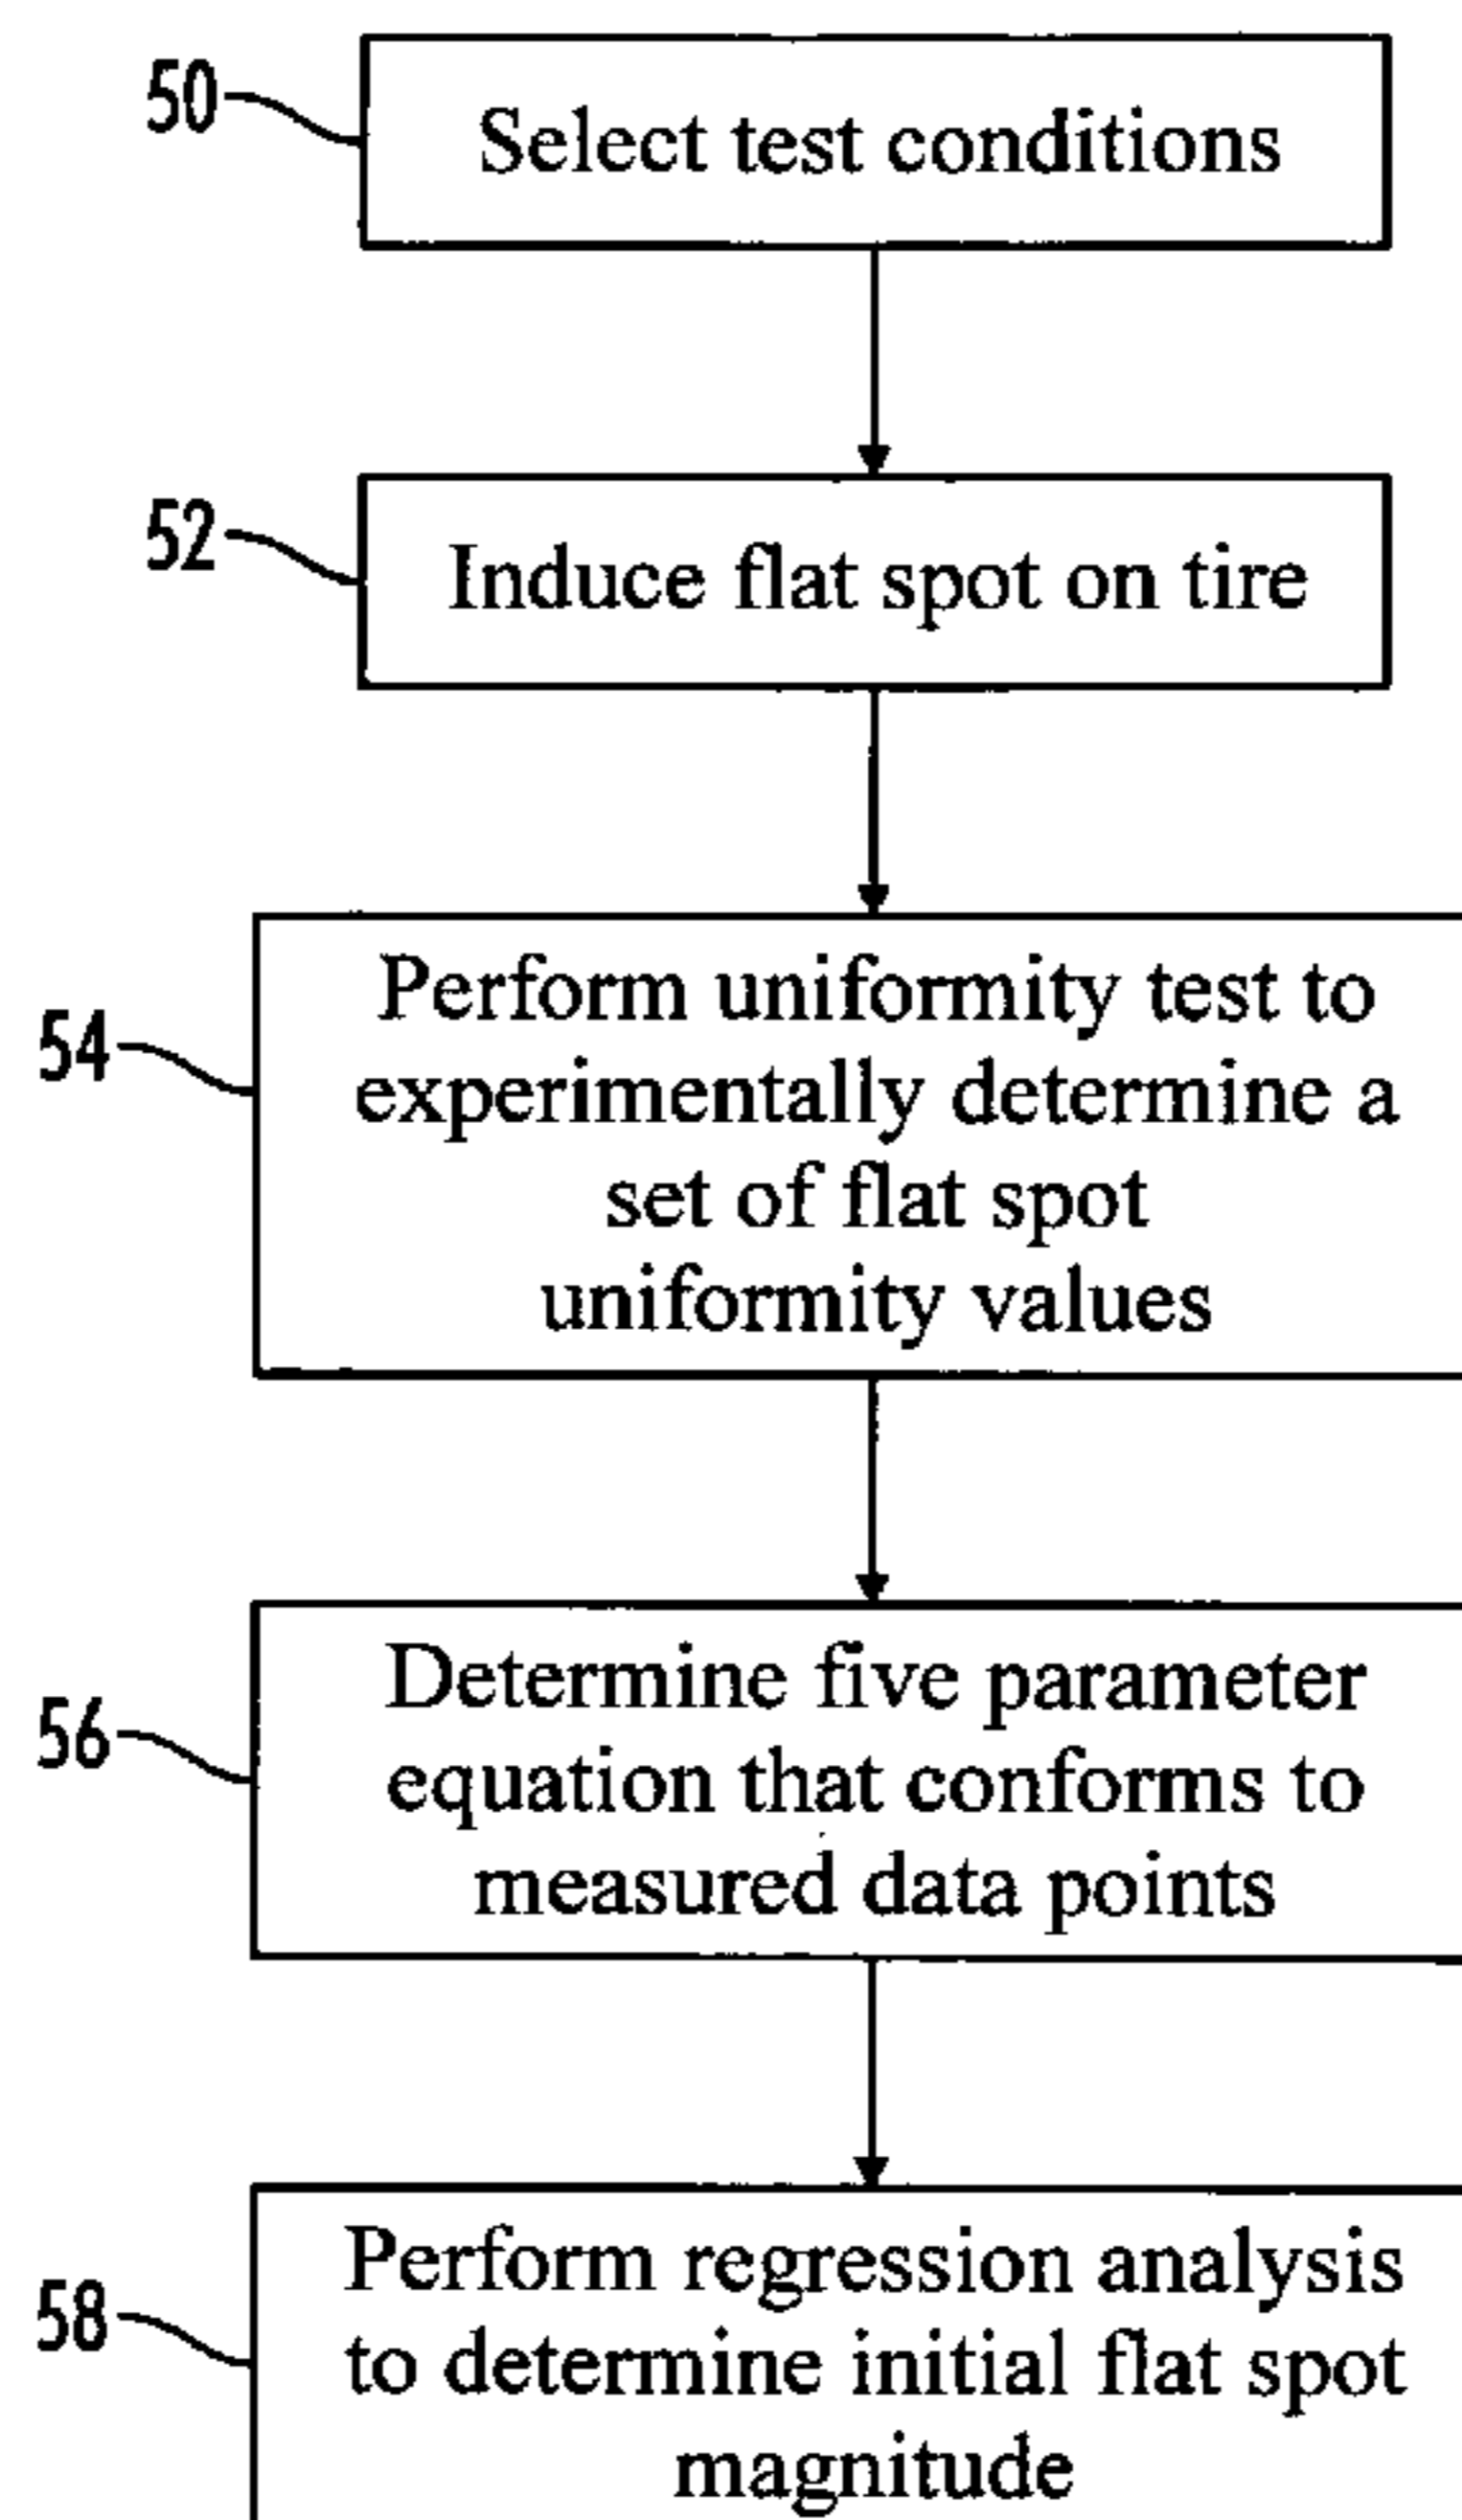 50
Select test conditions
52
Induce flat spot on tire
54
Perform uniformity test to
experimentally determine a
set of flat spot
uniformity values
56
Determine five parameter
equation that conforms to
measured data points
58
Perform regression analysis
to determine initial flat spot
magnitude